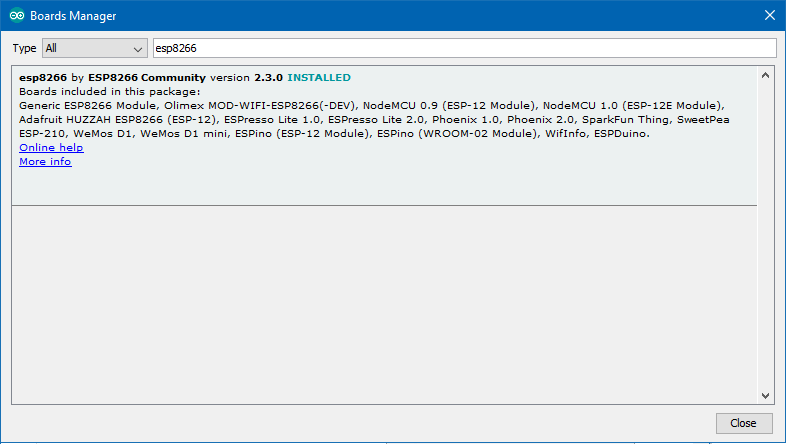 Boards Manager
Type All esp8266
esp8266 by ESP8266 Community version 2.3.0 INSTALLED
Boards included in this package:
Generic ESP8266 Module, Olimex MOD-WIFI-ESP8266(-DEV), NodeMCU 0.9 (ESP-12 Module), NodeMCU 1.0 (ESP-12E Module),
Adafruit HUZZAH ESP8266 (ESP-12), ESPresso Lite 1.0, ESPresso Lite 2.0, Phoenix 1.0, Phoenix 2.0, SparkFun Thing, SweetPea
ESP-210, WeMos D1, WeMos D1 mini, ESPino (ESP-12 Module), ESPino (WROOM-02 Module), WifInfo, ESPDuino.
Online help
More info
Close